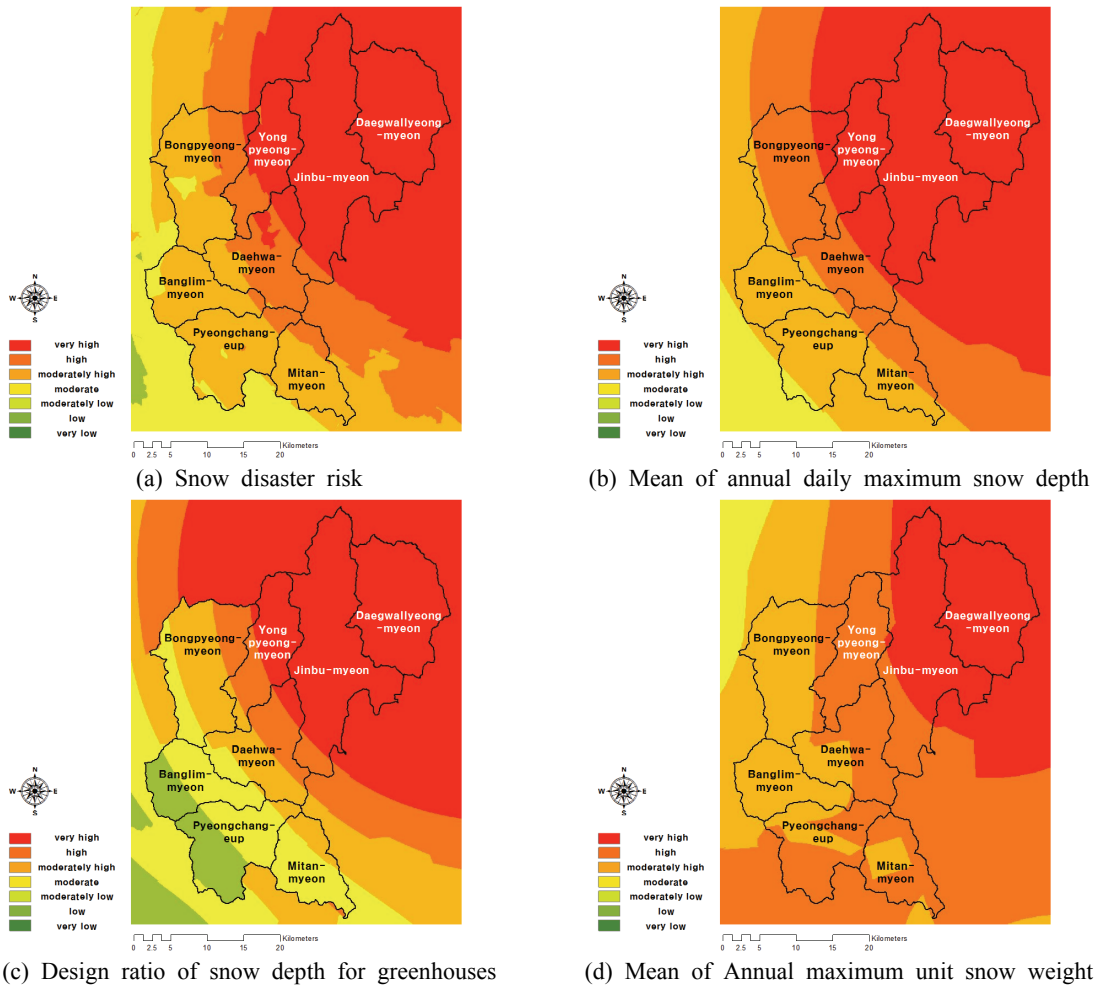 Bongpyeong-
myeon
Yong
pyeong-
myeon
Daegwallyeong
-myeon
Jinbu-myeon
Daehwa-
myeon
Banglim-
myeon
Pyeongchang-
eup
Mitan-
myeon
N
W E
S
very high
high
moderately high
moderate
moderately low
low
very low
Kilometers
0 2.5 5 10 15 20
(a) Snow disaster risk
Bongpyeong-
myeon
Yong
pyeong-
myeon
Daegwallyeong
-myeon
Jinbu-myeon
Daehwa-
myeon
Banglim-
myeon
Pyeongchang-
eup
Mitan-
myeon
N
W E
S
very high
high
moderately high
moderate
moderately low
low
very low
Kilometers
0 2.5 5 10 15 20
(b) Mean of annual daily maximum snow depth
Bongpyeong-
myeon
Yong
pyeong-
myeon
Daegwallyeong
-myeon
Jinbu-myeon
Daehwa-
myeon
Banglim-
myeon
Pyeongchang-
eup
Mitan-
myeon
N
W E
S
very high
high
moderately high
moderate
moderately low
low
very low
Kilometers
0 2.5 5 10 15 20
(c) Design ratio of snow depth for greenhouses
Bongpyeong-
myeon
Yong
pyeong-
myeon
Daegwallyeong
-myeon
Jinbu-myeon
Daehwa-
myeon
Banglim-
myeon
Pyeongchang-
eup
Mitan-
myeon
N
W E
S
very high
high
moderately high
moderate
moderately low
low
very low
Kilometers
0 2.5 5 10 15 20
(d) Mean of Annual maximum unit snow weight